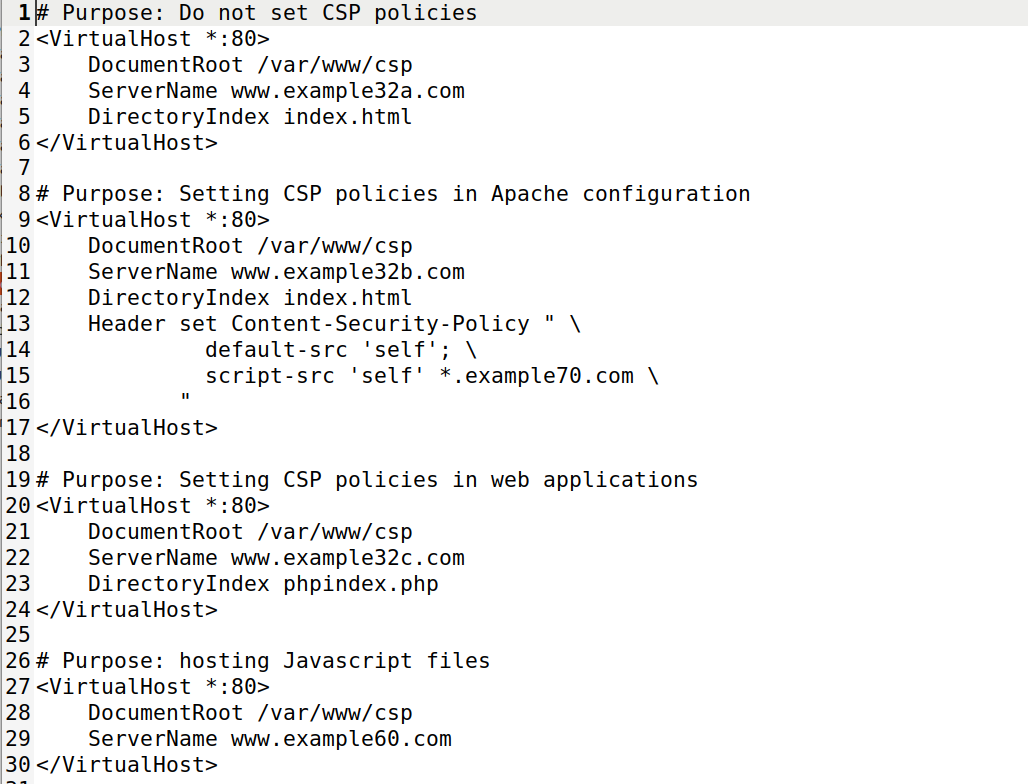 1 # Purpose: Do not set CSP policies
2 <VirtualHost *:80>
3     DocumentRoot /var/www/csp
4     ServerName www.example32a.com
5     DirectoryIndex index.html
6 </VirtualHost>
7
8 # Purpose: Setting CSP policies in Apache configuration
9 <VirtualHost *:80>
10     DocumentRoot /var/www/csp
11     ServerName www.example32b.com
12     DirectoryIndex index.html
13     Header set Content-Security-Policy " \
14              default-src 'self'; \
15              script-src 'self' *.example70.com \
16            "
17 </VirtualHost>
18
19 # Purpose: Setting CSP policies in web applications
20 <VirtualHost *:80>
21     DocumentRoot /var/www/csp
22     ServerName www.example32c.com
23     DirectoryIndex phpindex.php
24 </VirtualHost>
25
26 # Purpose: hosting Javascript files
27 <VirtualHost *:80>
28     DocumentRoot /var/www/csp
29     ServerName www.example60.com
30 </VirtualHost>